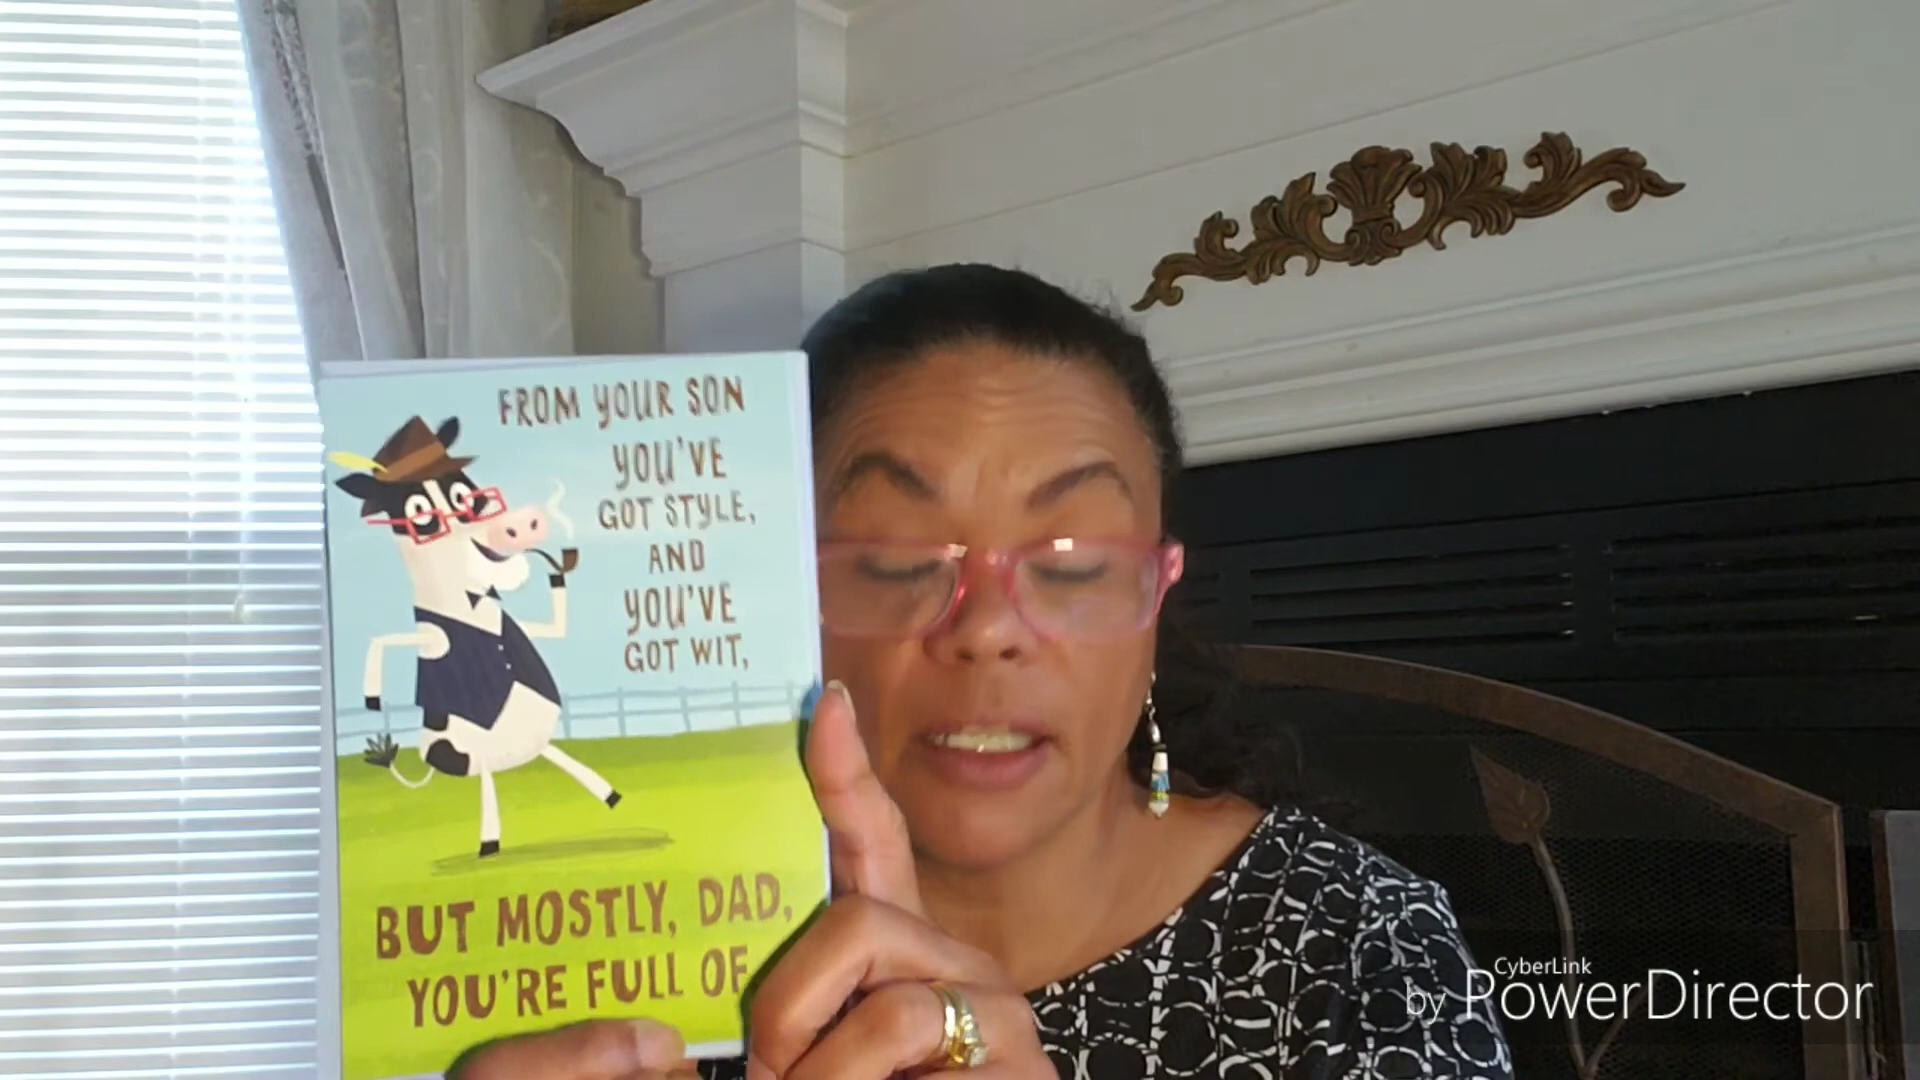 FROM YOUR SON
YOU'VE
GOT STYLE,
AND
YOU'VE
GOT WIT,
BUT MOSTLY, DAD,
YOU'RE FULL OF
CyberLink
by PowerDirector